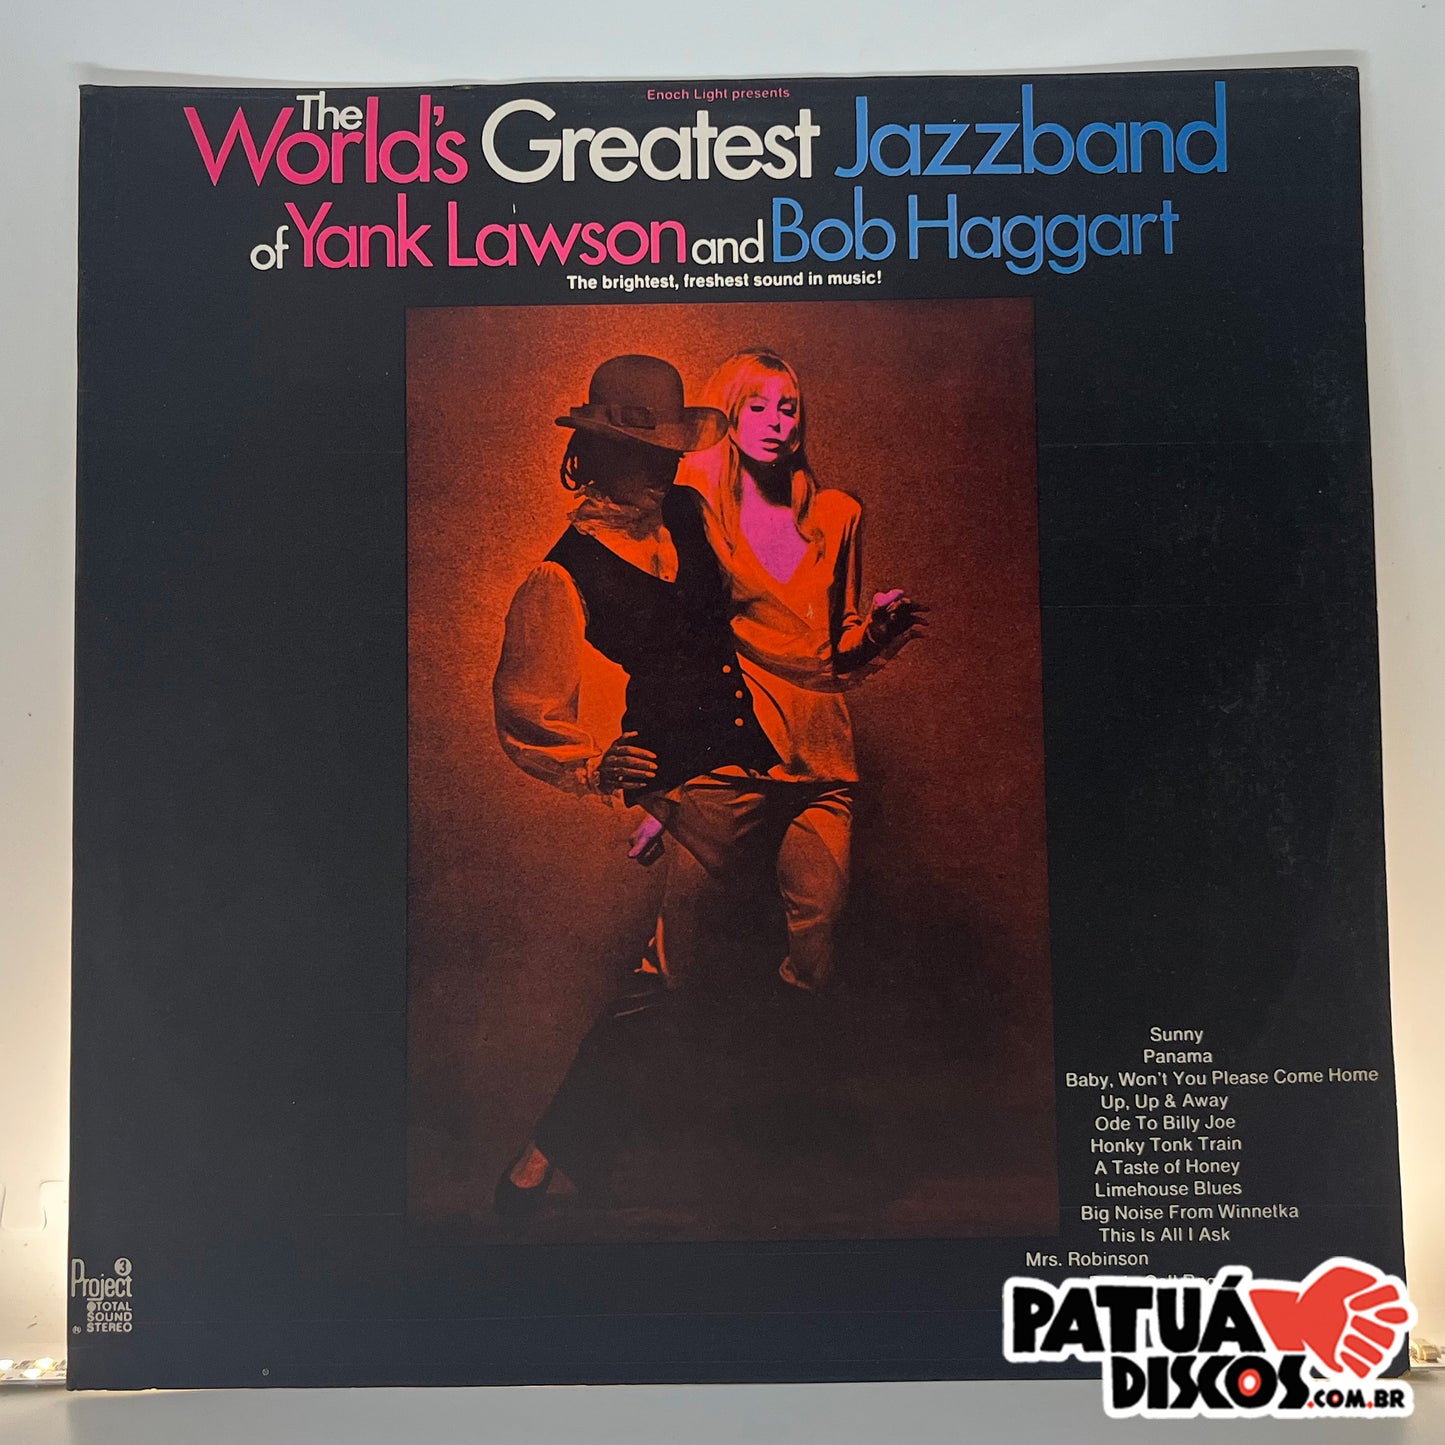 Enoch Light presents
The
World's Greatest Jazzband
of Yank Lawson and Bob Haggart
The brightest, freshest sound in music!
Sunny
Panama
Baby, Won't You Please Come Home
Up, Up & Away
Ode To Billy Joe
Honky Tonk Train
A Taste of Honey
Limehouse Blues
Big Noise From Winnetka
This Is All I Ask
Mrs. Robinson
Project 3
TOTAL
SOUND
STEREO
PATUÁ
DISCOS.COM.BR